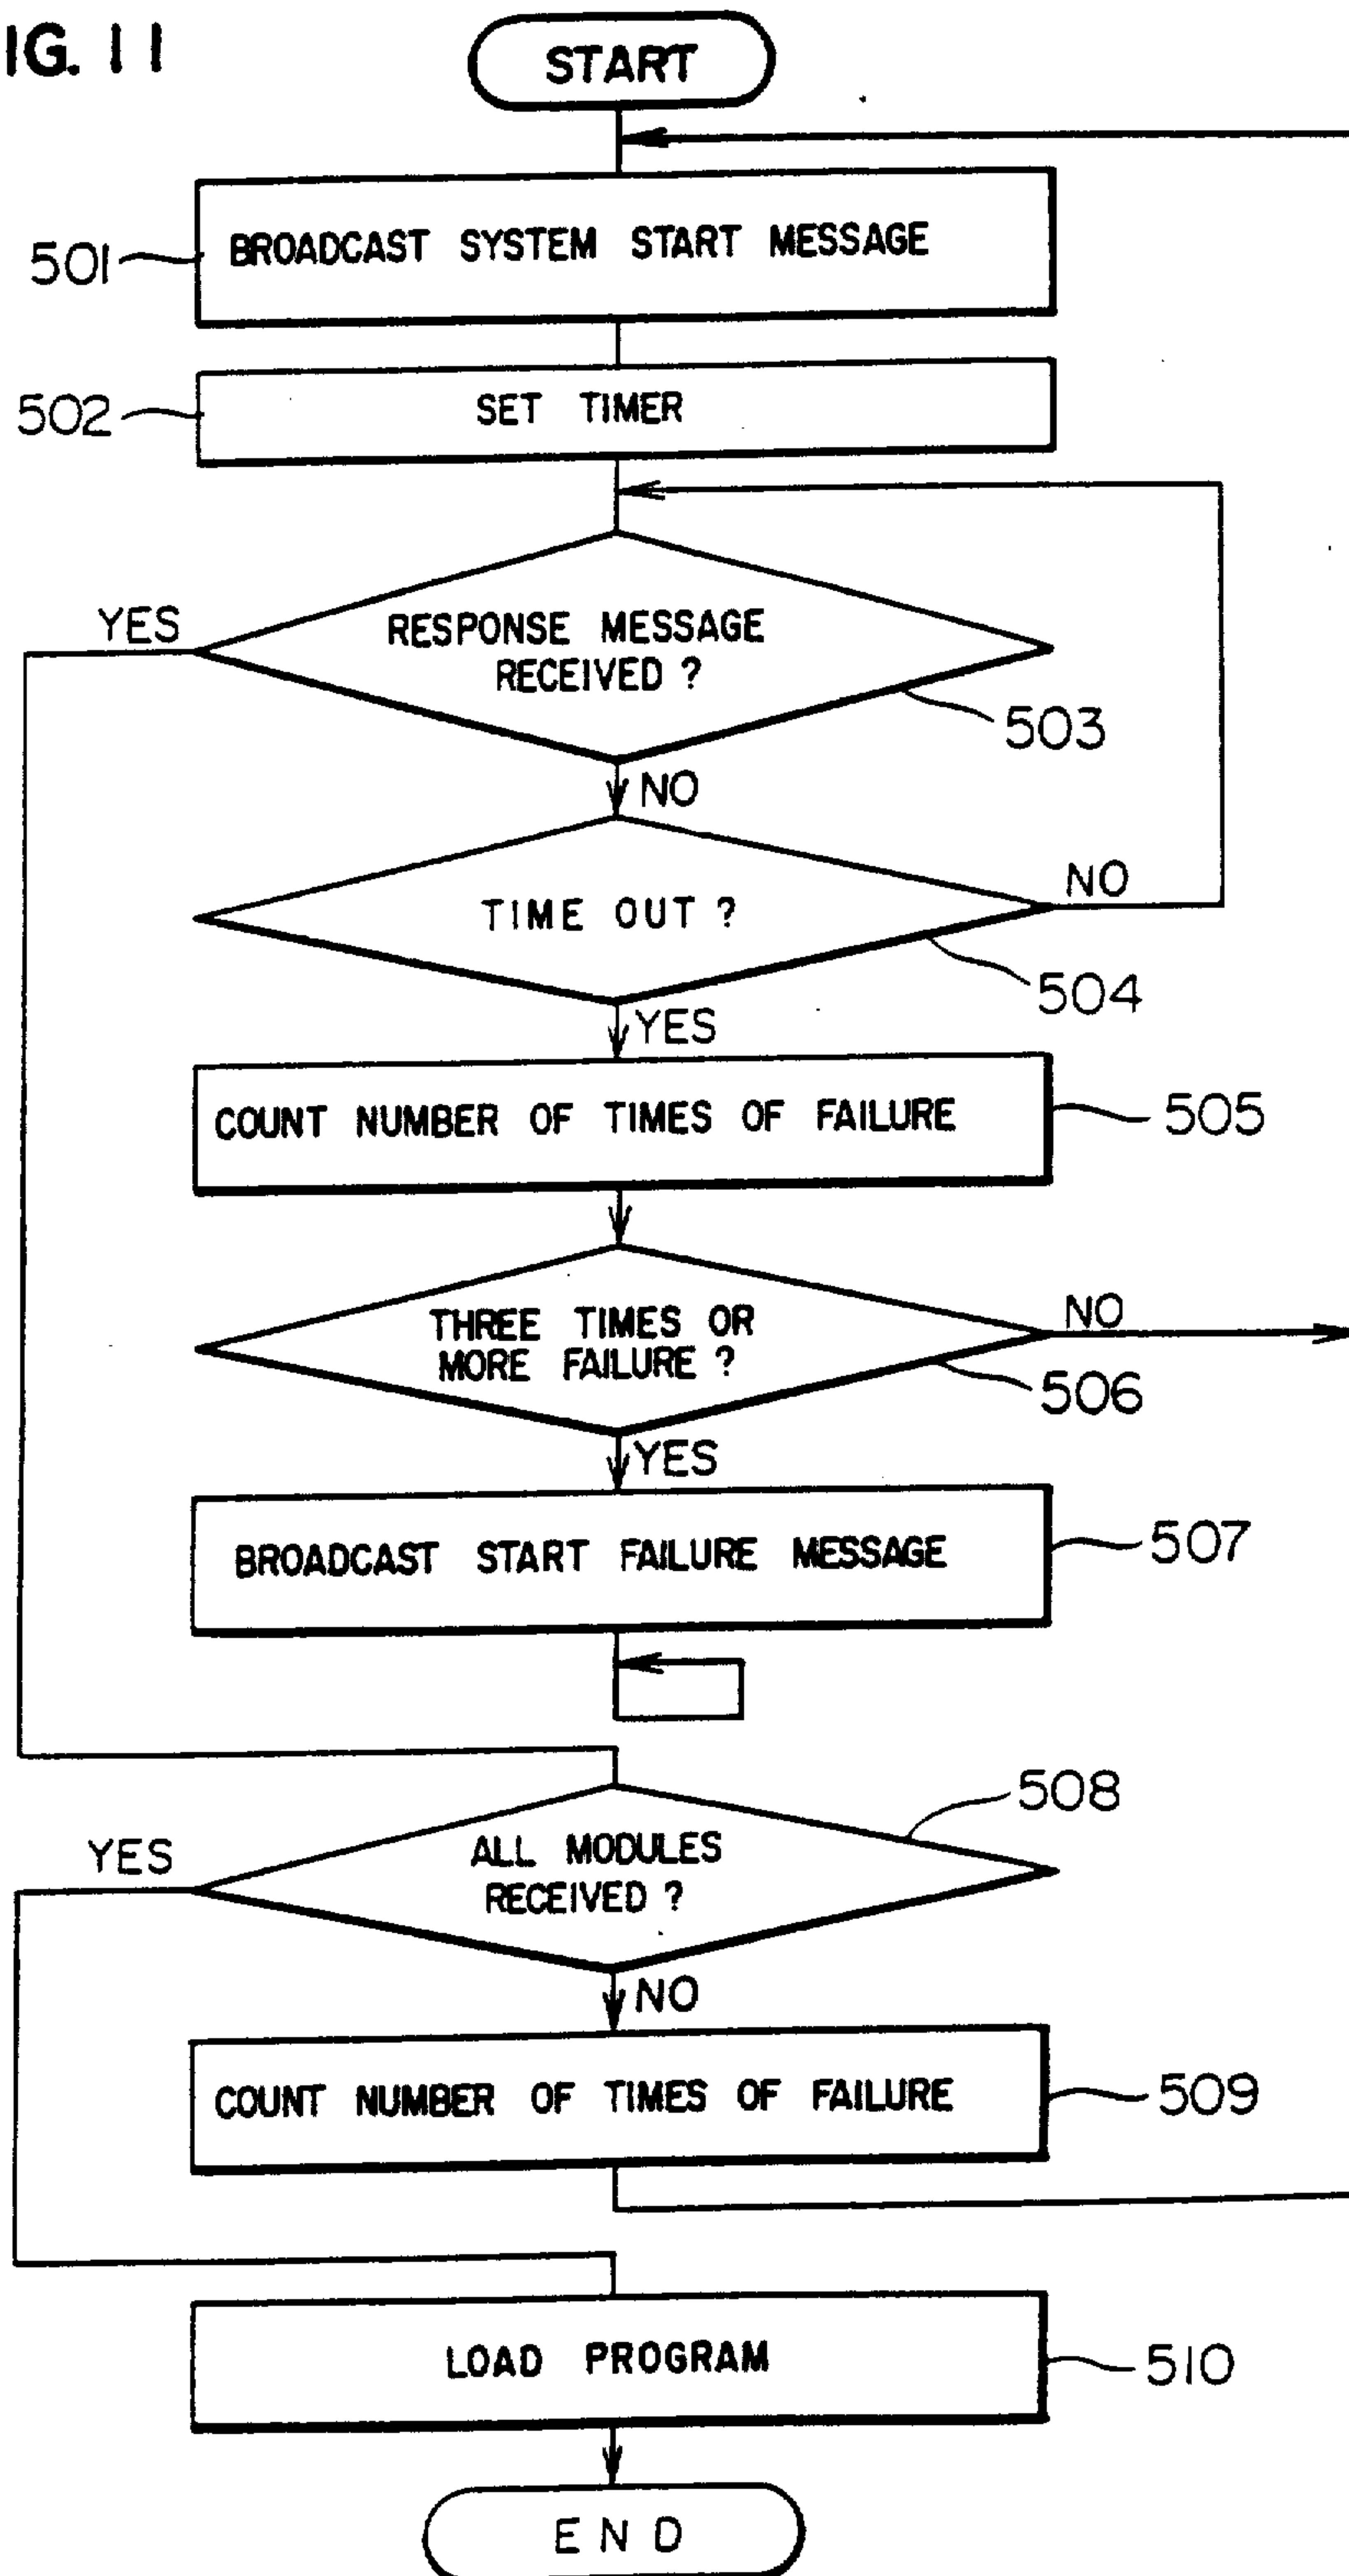 IG. 11
START
501
BROADCAST SYSTEM START MESSAGE
502
SET TIMER
YES
RESPONSE MESSAGE
RECEIVED ?
503
NO
TIME OUT ?
NO
504
YES
COUNT NUMBER OF TIMES OF FAILURE
505
THREE TIMES OR
MORE FAILURE ?
NO
506
YES
BROADCAST START FAILURE MESSAGE
507
508
YES
ALL MODULES
RECEIVED ?
NO
COUNT NUMBER OF TIMES OF FAILURE
509
LOAD PROGRAM
510
END